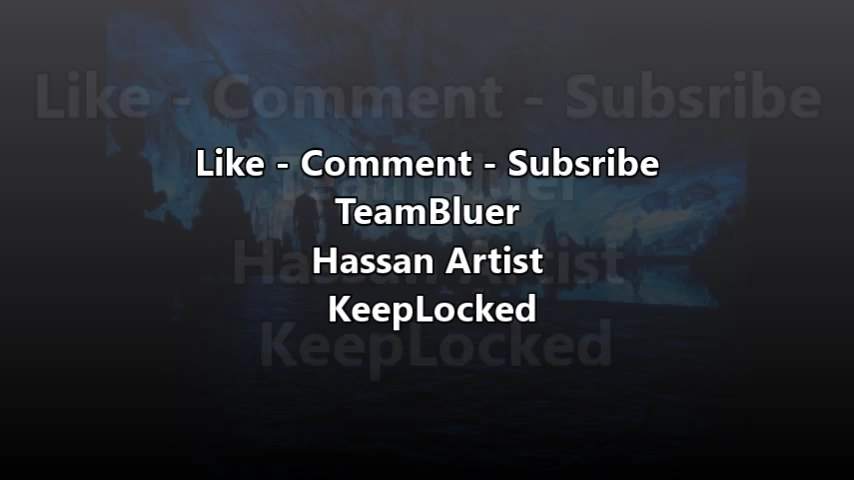 Like - Comment - Subsribe
TeamBluer
Hassan Artist
KeepLocked